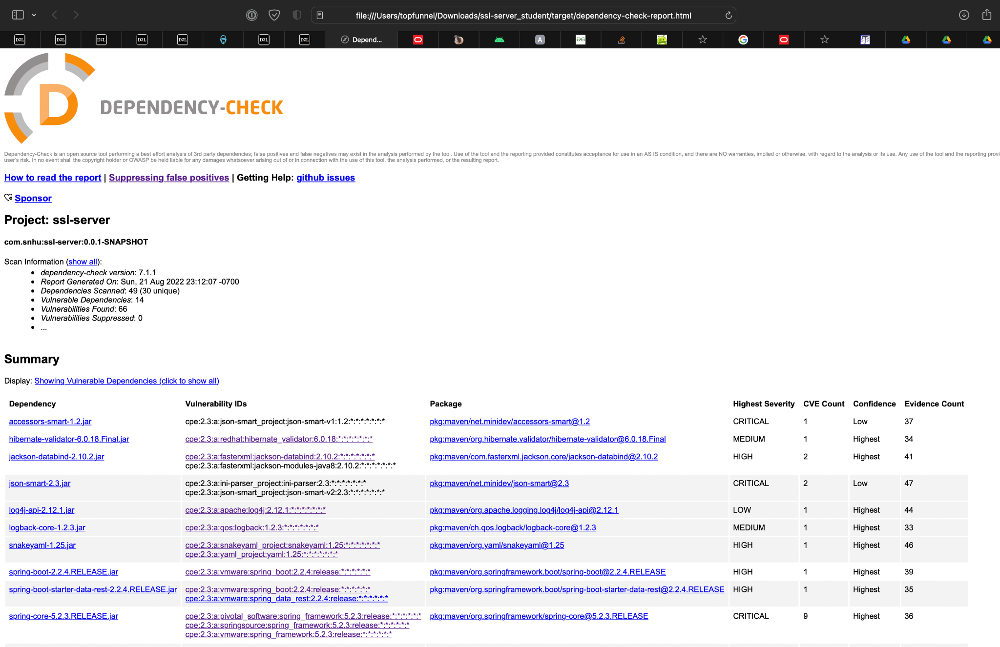 file:///Users/topfunnel/Downloads/ssl-server_student/target/dependency-check-report.html
D2L D2L D2L D2L D2L D2L D2L Depend... A G
DEPENDENCY-CHECK
Dependency-Check is an open source tool performing a best effort analysis of 3rd party dependencies; false positives and false negatives may exist in the analysis performed by the tool. Use of the tool and the reporting provided constitutes acceptance for use in an AS IS condition, and there are NO warranties, implied or otherwise, with regard to the analysis or its use. Any use of the tool and the reporting provi
user's risk. In no event shall the copyright holder or OWASP be held liable for any damages whatsoever arising out of or in connection with the use of this tool, the analysis performed, or the resulting report.
How to read the report | Suppressing false positives | Getting Help: github issues
Sponsor
Project: ssl-server
com.snhu:ssl-server:0.0.1-SNAPSHOT
Scan Information (show all):
• dependency-check version: 7.1.1
• Report Generated On: Sun, 21 Aug 2022 23:12:07 -0700
• Dependencies Scanned: 49 (30 unique)
• Vulnerable Dependencies: 14
• Vulnerabilities Found: 66
• Vulnerabilities Suppressed: 0
• ...
Summary
Display: Showing Vulnerable Dependencies (click to show all)
Dependency Vulnerability IDs Package Highest Severity CVE Count Confidence Evidence Count
accessors-smart-1.2.jar cpe:2.3:a:json-smart_project:json-smart-v1:1.2:*:*:*:*:*:*:* pkg:maven/net.minidev/accessors-smart@1.2 CRITICAL 1 Low 37
hibernate-validator-6.0.18.Final.jar cpe:2.3:a:redhat:hibernate_validator:6.0.18:*:*:*:*:*:*:* pkg:maven/org.hibernate.validator/hibernate-validator@6.0.18.Final MEDIUM 1 Highest 34
jackson-databind-2.10.2.jar cpe:2.3:a:fasterxml:jackson-databind:2.10.2:*:*:*:*:*:*:* pkg:maven/com.fasterxml.jackson.core/jackson-databind@2.10.2 HIGH 2 Highest 41
cpe:2.3:a:fasterxml:jackson-modules-java8:2.10.2:*:*:*:*:*:*:*
json-smart-2.3.jar cpe:2.3:a:ini-parser_project:ini-parser:2.3:*:*:*:*:*:*:* pkg:maven/net.minidev/json-smart@2.3 CRITICAL 2 Low 47
cpe:2.3:a:json-smart_project:json-smart-v2:2.3:*:*:*:*:*:*:*
log4j-api-2.12.1.jar cpe:2.3:a:apache:log4j:2.12.1:*:*:*:*:*:*:* pkg:maven/org.apache.logging.log4j/log4j-api@2.12.1 LOW 1 Highest 44
logback-core-1.2.3.jar cpe:2.3:a:qos:logback:1.2.3:*:*:*:*:*:*:* pkg:maven/ch.qos.logback/logback-core@1.2.3 MEDIUM 1 Highest 33
snakeyaml-1.25.jar cpe:2.3:a:snakeyaml_project:snakeyaml:1.25:*:*:*:*:*:*:* pkg:maven/org.yaml/snakeyaml@1.25 HIGH 1 Highest 46
cpe:2.3:a:yaml_project:yaml:1.25:*:*:*:*:*:*:*
spring-boot-2.2.4.RELEASE.jar cpe:2.3:a:vmware:spring_boot:2.2.4:release:*:*:*:*:*:* pkg:maven/org.springframework.boot/spring-boot@2.2.4.RELEASE HIGH 1 Highest 39
spring-boot-starter-data-rest-2.2.4.RELEASE.jar cpe:2.3:a:vmware:spring_boot:2.2.4:release:*:*:*:*:*:* pkg:maven/org.springframework.boot/spring-boot-starter-data-rest@2.2.4.RELEASE HIGH 1 Highest 35
cpe:2.3:a:vmware:spring_data_rest:2.2.4:release:*:*:*:*:*:*
spring-core-5.2.3.RELEASE.jar cpe:2.3:a:pivotal_software:spring_framework:5.2.3:release:*:*:*:*:*:* pkg:maven/org.springframework/spring-core@5.2.3.RELEASE CRITICAL 9 Highest 36
cpe:2.3:a:springsource:spring_framework:5.2.3:release:*:*:*:*:*:*
cpe:2.3:a:vmware:spring_framework:5.2.3:release:*:*:*:*:*:*